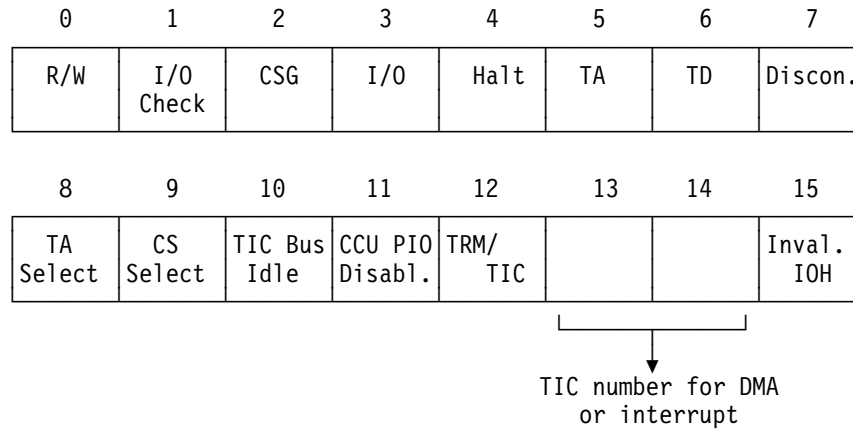 0 1 2 3 4 5 6 7
R/W I/O CSG I/O Halt TA TD Discon.
Check
8 9 10 11 12 13 14 15
TA CS TIC Bus CCU PIO TRM/ Inval.
Select Select Idle Disabl. TIC IOH
TIC number for DMA
or interrupt